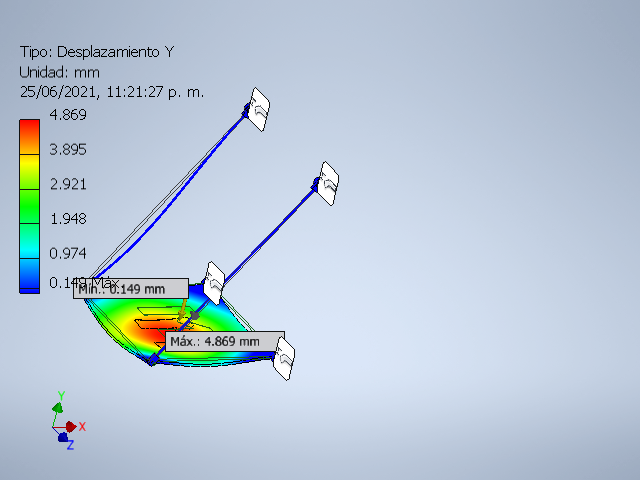 Tipo: Desplazamiento Y
Unidad: mm
25/06/2021, 11:21:27 p. m.
4.869
3.895
2.921
1.948
0.974
0.149 Máx.
Mín.: 0.149 mm
Máx.: 4.869 mm
Y
X
Z